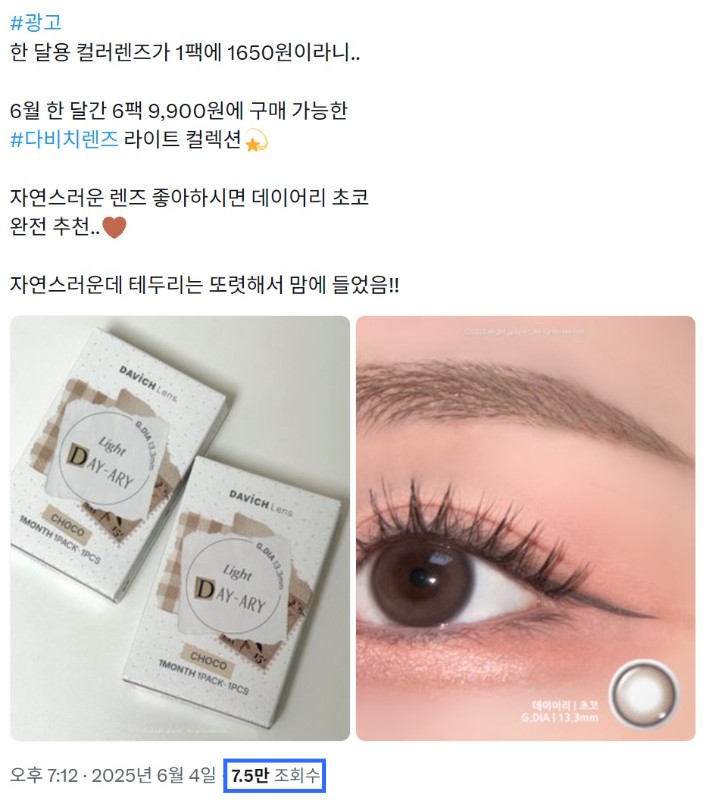 #광고
한 달용 컬러렌즈가 1팩에 1650원이라니..
6월 한 달간 6팩 9,900원에 구매 가능한
#다비치렌즈 라이트 컬렉션💫
자연스러운 렌즈 좋아하시면 데이어리 초코
완전 추천..🤎
자연스러운데 테두리는 또렷해서 맘에 들었음!!
DAVICH Lens
G.DIA 13.3mm
Light
DAY-ARY
CHOCO
1MONTH 1PACK·1PCS
DAVICH Lens
G.DIA 13.3mm
Light
DAY-ARY
CHOCO
1MONTH 1PACK·1PCS
데이어리 | 초코
G.DIA | 13.3mm
오후 7:12 · 2025년 6월 4일 · 7.5만 조회수